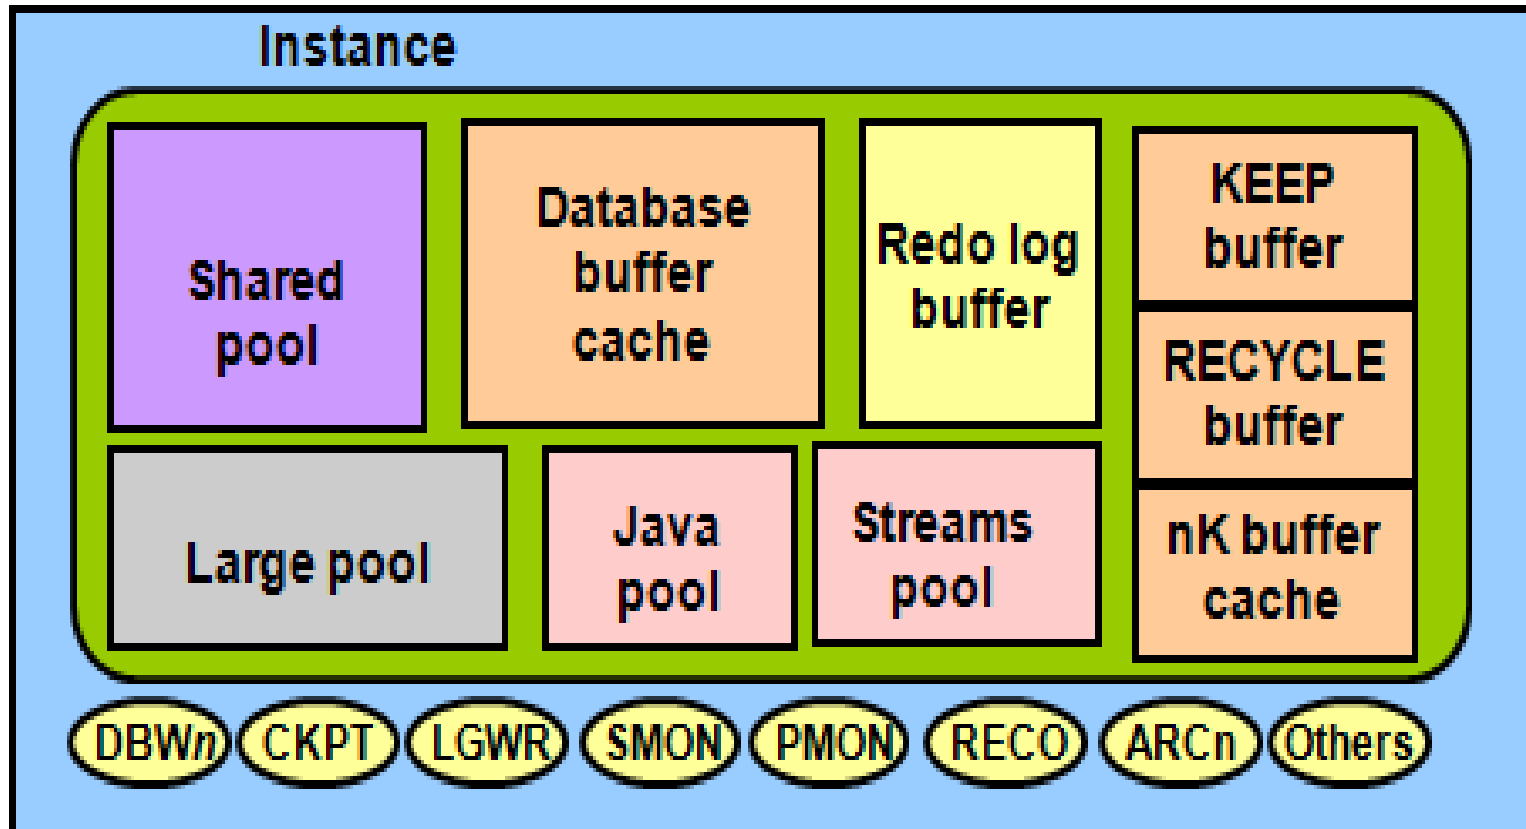 Instance
Shared
pool
Database
buffer
cache
Redo log
buffer
KEEP
buffer
RECYCLE
buffer
nK buffer
cache
Large pool
Java
pool
Streams
pool
DBWn
CKPT
LGWR
SMON
PMON
RECO
ARCn
Others